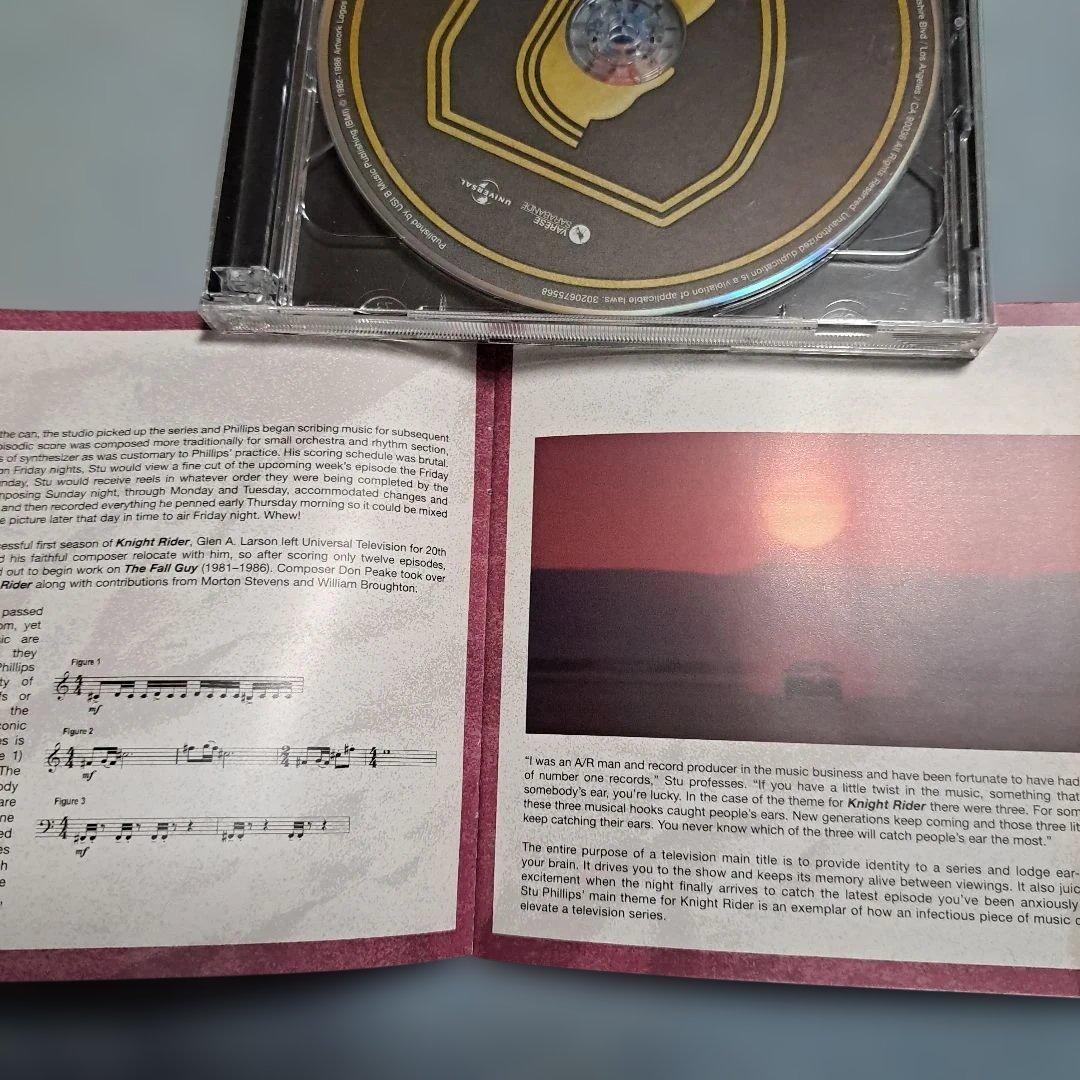 Published by USI B Music Publishing (BMI) © 1982-1986 Artwork Logos
shire Blvd / Los Angeles / CA 90036 All Rights Reserved. Unauthorized duplication is a violation of applicable laws. 3020675568
UNIVERSAL
VARÈSE
SARABANDE
the can, the studio picked up the series and Phillips began scribing music for subsequent
isodic score was composed more traditionally for small orchestra and rhythm section,
s of synthesizer as was customary to Phillips' practice. His scoring schedule was brutal.
on Friday nights, Stu would view a fine cut of the upcoming week's episode the Friday
nday, Stu would receive reels in whatever order they were being completed by the
mposing Sunday night, through Monday and Tuesday, accommodated changes and
and then recorded everything he penned early Thursday morning so it could be mixed
e picture later that day in time to air Friday night. Whew!
cessful first season of Knight Rider, Glen A. Larson left Universal Television for 20th
d his faithful composer relocate with him, so after scoring only twelve episodes,
d out to begin work on The Fall Guy (1981–1986). Composer Don Peake took over
Rider along with contributions from Morton Stevens and William Broughton.
passed
om, yet
ic are
they
Phillips
ty of
s or
the
conic
es is
e 1)
The
ody
are
ne
ed
es
h
e
Figure 1
mf
Figure 2
mf
Figure 3
mf
"I was an A/R man and record producer in the music business and have been fortunate to have had
of number one records," Stu professes. "If you have a little twist in the music, something that
somebody's ear, you're lucky. In the case of the theme for Knight Rider there were three. For som
these three musical hooks caught people's ears. New generations keep coming and those three lit
keep catching their ears. You never know which of the three will catch people's ear the most."
The entire purpose of a television main title is to provide identity to a series and lodge ear-
your brain. It drives you to the show and keeps its memory alive between viewings. It also juic
excitement when the night finally arrives to catch the latest episode you've been anxiously
Stu Phillips' main theme for Knight Rider is an exemplar of how an infectious piece of music c
elevate a television series.